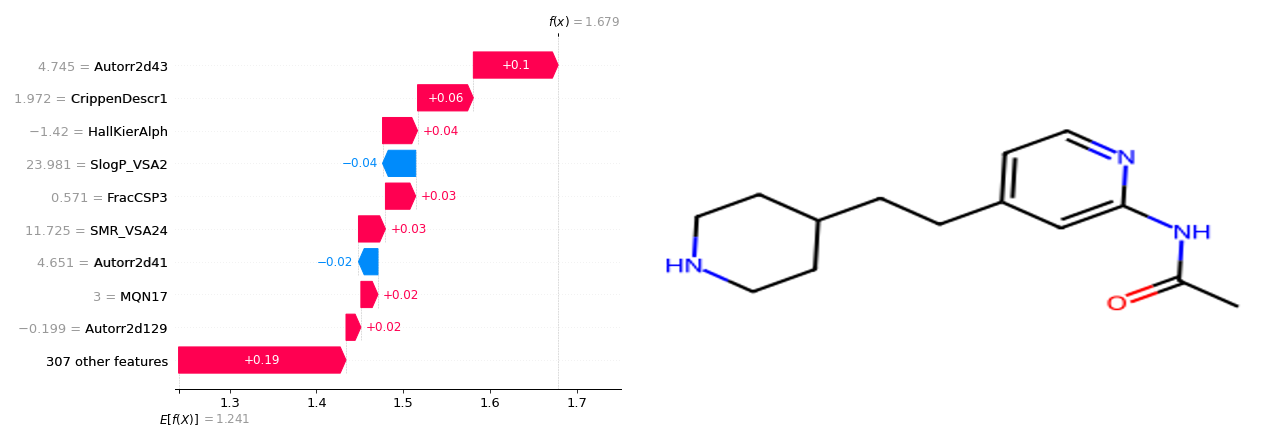 f(x) = 1.679
4.745 = Autorr2d43
+0.1
1.972 = CrippenDescr1
+0.06
−1.42 = HallKierAlph
+0.04
23.981 = SlogP_VSA2
−0.04
0.571 = FracCSP3
+0.03
11.725 = SMR_VSA24
+0.03
4.651 = Autorr2d41
−0.02
3 = MQN17
+0.02
−0.199 = Autorr2d129
+0.02
307 other features
+0.19
1.3 1.4 1.5 1.6 1.7
E[f(X)] = 1.241
N
NH
HN
O